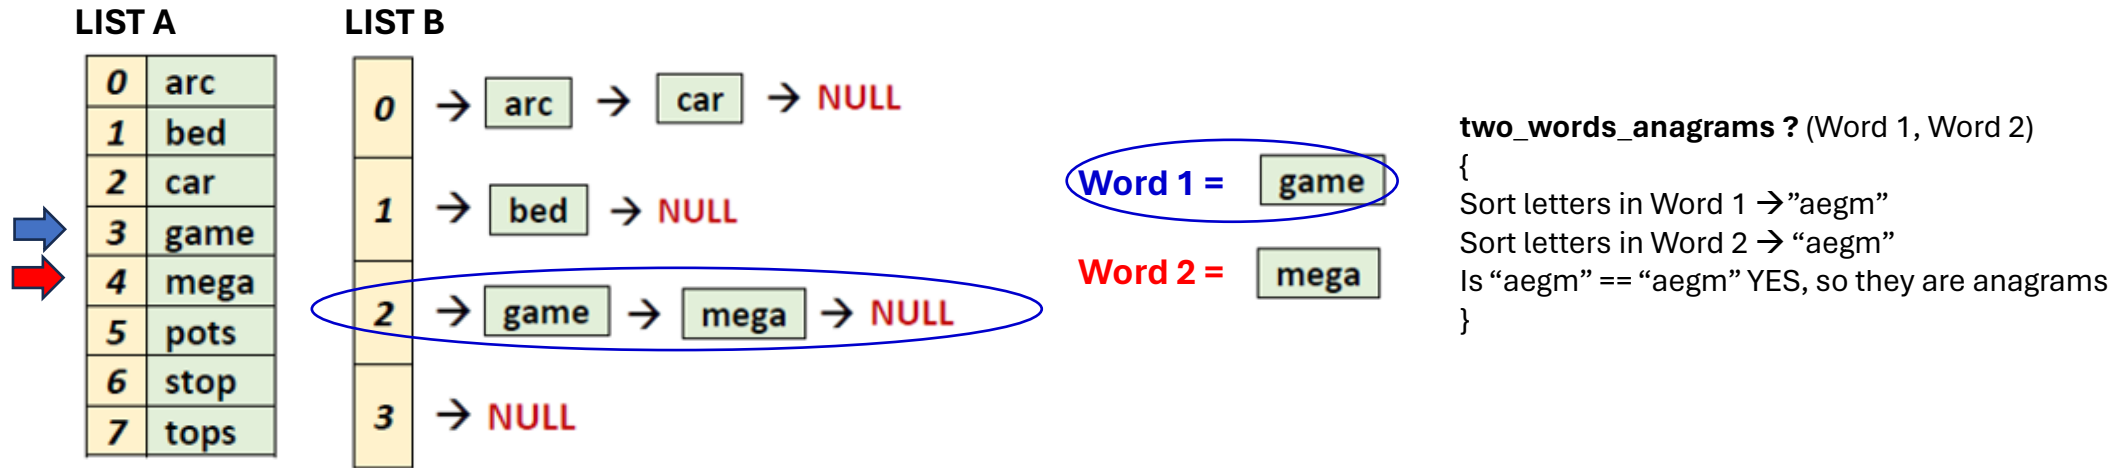 LIST A
0 arc
1 bed
2 car
3 game
4 mega
5 pots
6 stop
7 tops
LIST B
0 → arc → car → NULL
1 → bed → NULL
2 → game → mega → NULL
3 → NULL
Word 1 = game
Word 2 = mega
two_words_anagrams ? (Word 1, Word 2)
{
Sort letters in Word 1 →”aegm”
Sort letters in Word 2 → “aegm”
Is “aegm” == “aegm” YES, so they are anagrams
}